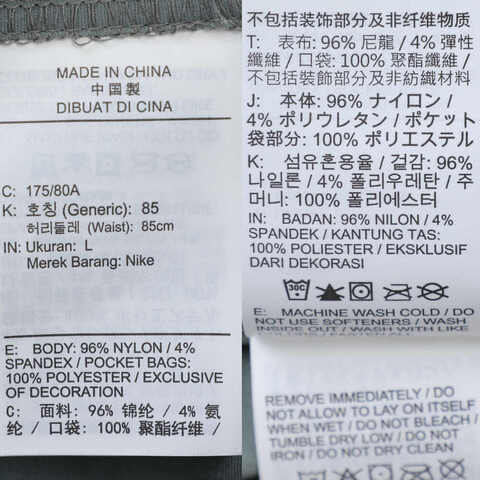 MADE IN CHINA
中国製
DIBUAT DI CINA
C: 175/80A
K: 호칭 (Generic): 85
허리둘레 (Waist): 85cm
IN: Ukuran: L
Merek Barang: Nike
E: BODY: 96% NYLON / 4%
SPANDEX / POCKET BAGS:
100% POLYESTER / EXCLUSIVE
OF DECORATION
C: 面料: 96% 锦纶 / 4% 氨
纶 / 口袋: 100% 聚酯纤维 /
不包括装饰部分及非纤维物质
T: 表布: 96% 尼龍 / 4% 彈性
纖維 / 口袋: 100% 聚酯纖維 /
不包括裝飾部分及非紡織材料
J: 本体: 96% ナイロン /
4% ポリウレタン / ポケット
袋部分: 100% ポリエステル
K: 섬유혼용율 / 겉감: 96%
나일론 / 4% 폴리우레탄 / 주
머니: 100% 폴리에스터
IN: BADAN: 96% NILON / 4%
SPANDEK / KANTUNG TAS:
100% POLIESTER / EKSKLUSIF
DARI DEKORASI
30C
E: MACHINE WASH COLD / DO
NOT USE SOFTENERS / WASH
INSIDE OUT / WASH WITH LIKE
REMOVE IMMEDIATELY / DO
NOT ALLOW TO LAY ON ITSELF
WHEN WET / DO NOT BLEACH /
TUMBLE DRY LOW / DO NOT
IRON / DO NOT DRY CLEAN